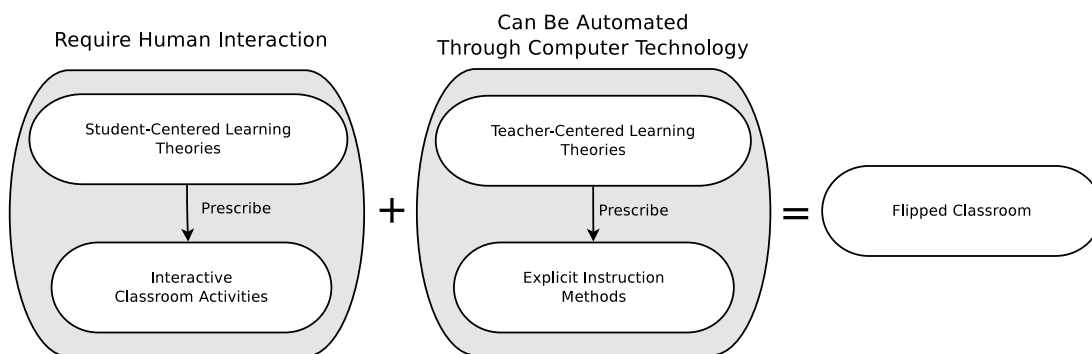 Require Human Interaction
Can Be Automated
Through Computer Technology
Student-Centered Learning
Theories
Teacher-Centered Learning
Theories
Prescribe
Prescribe
+
=
Flipped Classroom
Interactive
Classroom Activities
Explicit Instruction
Methods